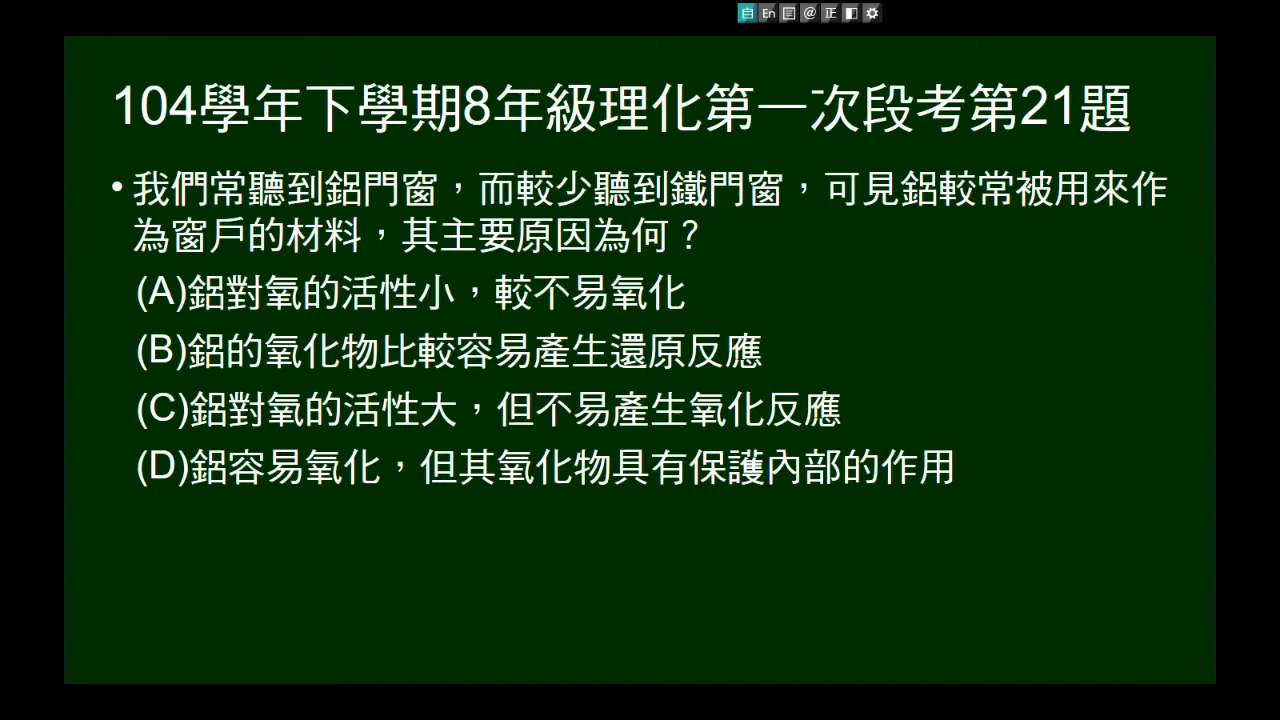 自 En @ 正
104學年下學期8年級理化第一次段考第21題
• 我們常聽到鋁門窗，而較少聽到鐵門窗，可見鋁較常被用來作
為窗戶的材料，其主要原因為何？
(A)鋁對氧的活性小，較不易氧化
(B)鋁的氧化物比較容易產生還原反應
(C)鋁對氧的活性大，但不易產生氧化反應
(D)鋁容易氧化，但其氧化物具有保護內部的作用